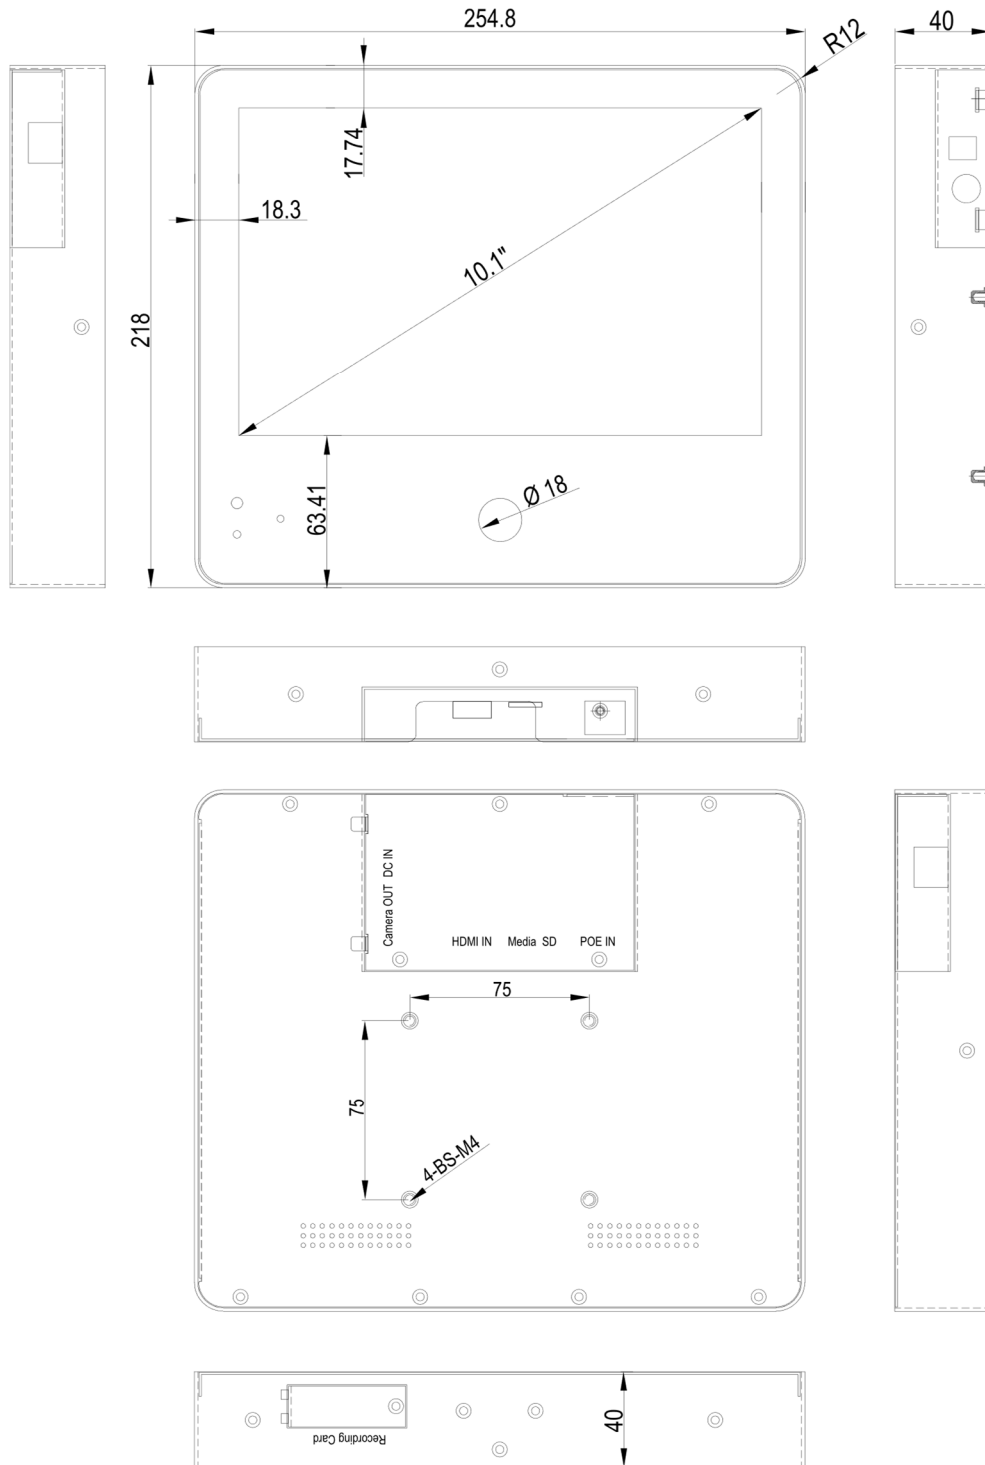 254.8
40
R12
17.74
18.3
10.1"
218
63.41
Ø 18
Camera OUT DC IN
HDMI IN Media SD POE IN
75
75
4-BS-M4
40
Recording Card